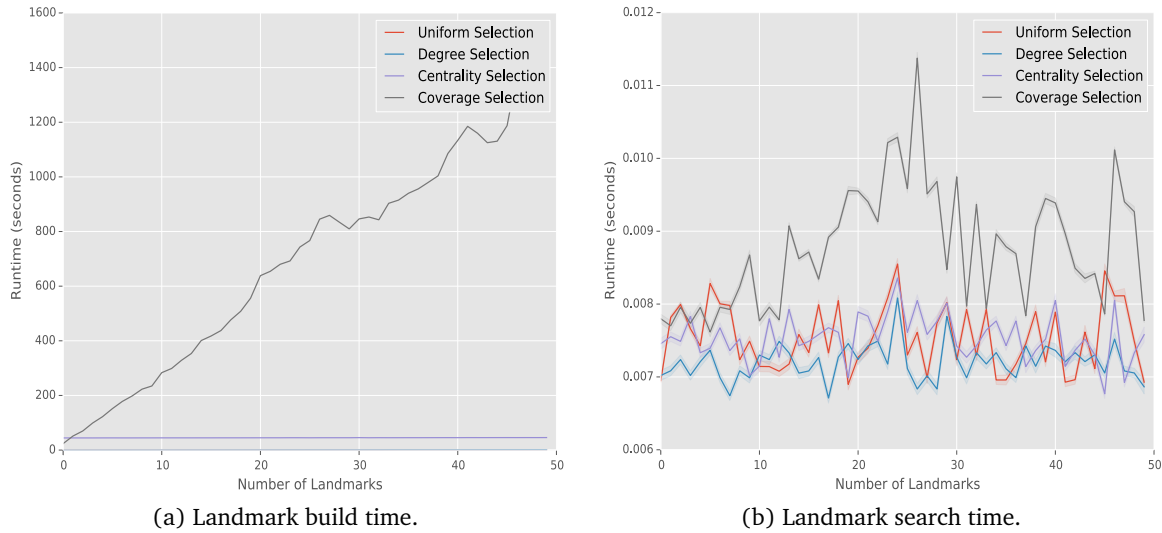 1600
1400
1200
1000
800
600
400
200
0
Runtime (seconds)
0 10 20 30 40 50
Number of Landmarks
Uniform Selection
Degree Selection
Centrality Selection
Coverage Selection
(a) Landmark build time.
0.012
0.011
0.010
0.009
0.008
0.007
0.006
Runtime (seconds)
0 10 20 30 40 50
Number of Landmarks
Uniform Selection
Degree Selection
Centrality Selection
Coverage Selection
(b) Landmark search time.